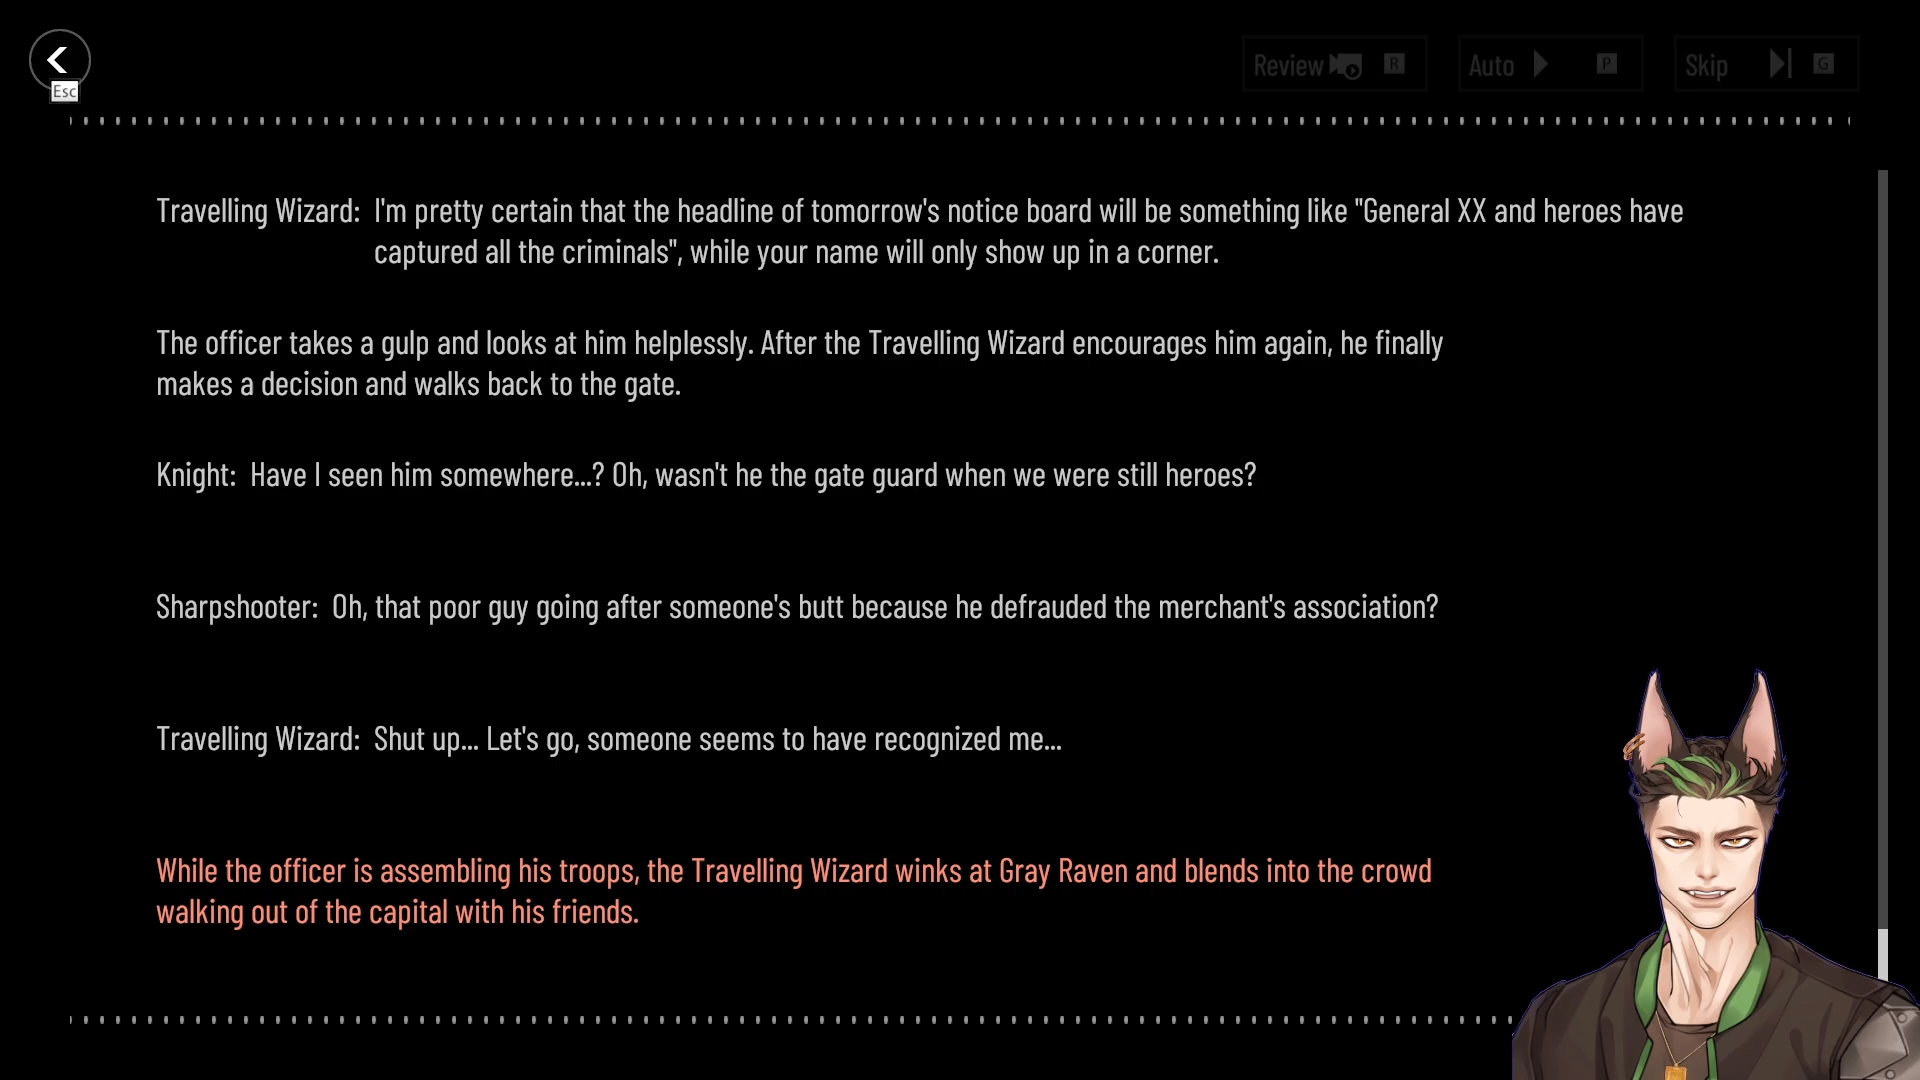 Esc
Review R Auto P Skip G
Travelling Wizard: I'm pretty certain that the headline of tomorrow's notice board will be something like "General XX and heroes have
captured all the criminals", while your name will only show up in a corner.
The officer takes a gulp and looks at him helplessly. After the Travelling Wizard encourages him again, he finally
makes a decision and walks back to the gate.
Knight: Have I seen him somewhere...? Oh, wasn't he the gate guard when we were still heroes?
Sharpshooter: Oh, that poor guy going after someone's butt because he defrauded the merchant's association?
Travelling Wizard: Shut up... Let's go, someone seems to have recognized me...
While the officer is assembling his troops, the Travelling Wizard winks at Gray Raven and blends into the crowd
walking out of the capital with his friends.